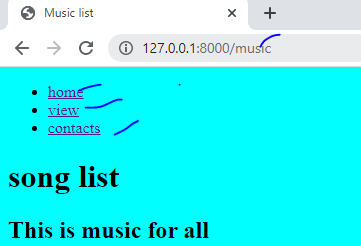 Music list
127.0.0.1:8000/music
home
view
contacts
song list
This is music for all